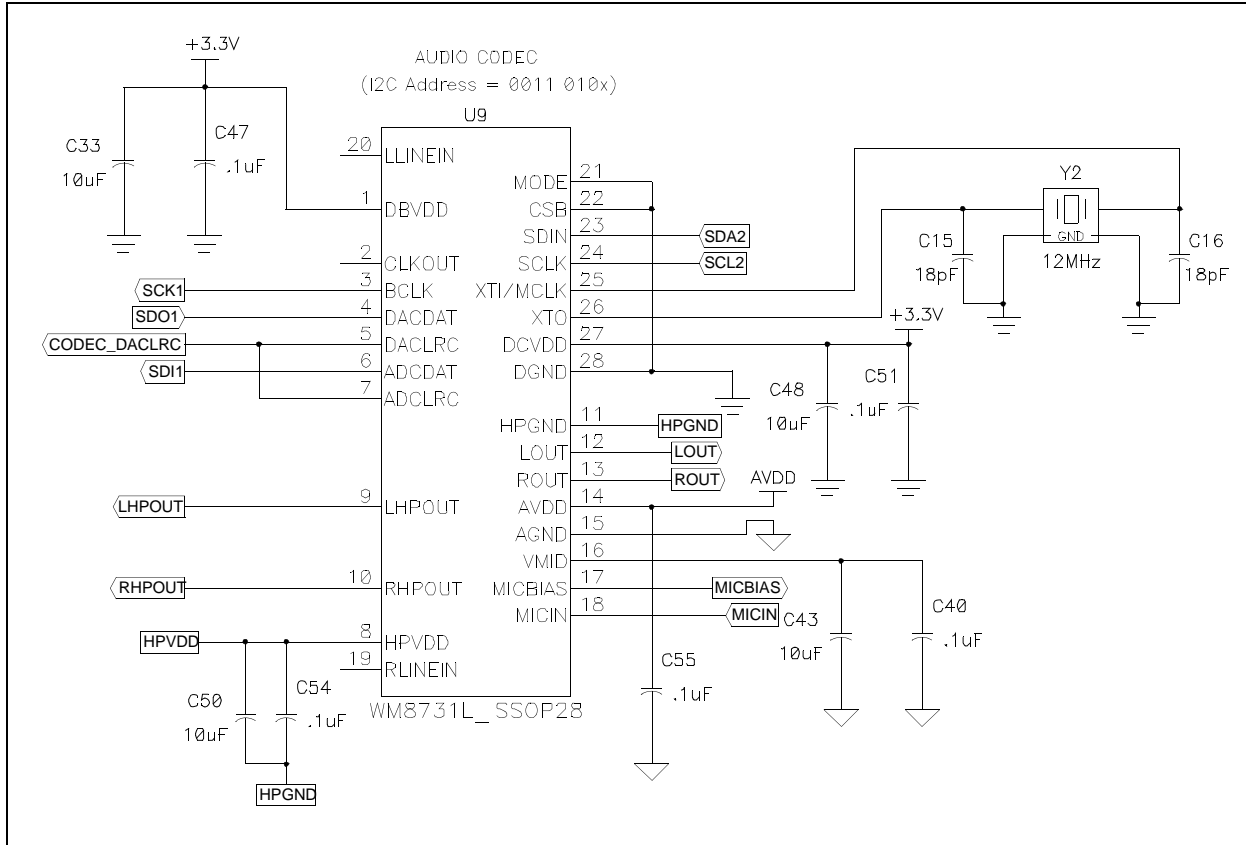 +3.3V
AUDIO CODEC
(I2C Address = 0011 010x)
U9
C33
10uF
C47
.1uF
20 LLINEIN
1 DBVDD
2 CLKOUT
SCK1 3 BCLK
SDO1 4 DACDAT
CODEC_DACLRC 5 DACLRC
SDI1 6 ADCDAT
7 ADCLRC
LHPOUT 9 LHPOUT
RHPOUT 10 RHPOUT
HPVDD 8 HPVDD
19 RLINEIN
C50
10uF
C54
.1uF
HPGND
WM8731L_SSOP28
MODE 21
CSB 22
SDIN 23 SDA2
SCLK 24 SCL2
XTI/MCLK 25
XTO 26
DCVDD 27
DGND 28
HPGND 11 HPGND
LOUT 12 LOUT
ROUT 13 ROUT
AVDD 14 AVDD
AGND 15
VMID 16
MICBIAS 17 MICBIAS
MICIN 18 MICIN
Y2
GND
12MHz
C15
18pF
C16
18pF
+3.3V
C48
10uF
C51
.1uF
C43
10uF
C40
.1uF
C55
.1uF